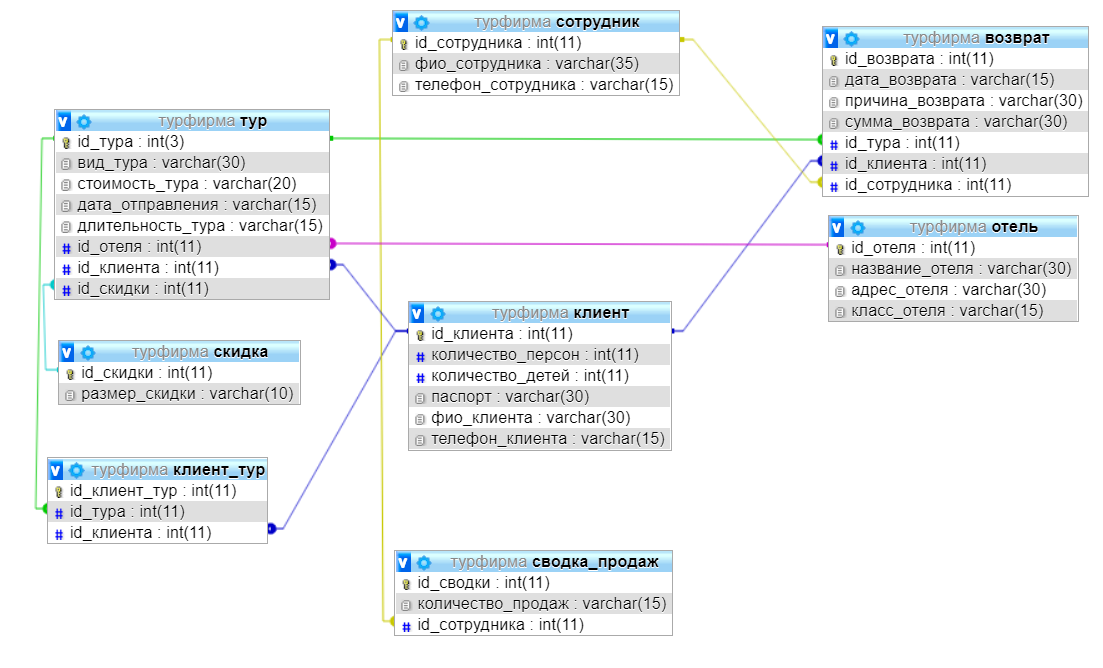 турфирма сотрудник
id_сотрудника : int(11)
фио_сотрудника : varchar(35)
телефон_сотрудника : varchar(15)
турфирма возврат
id_возврата : int(11)
дата_возврата : varchar(15)
причина_возврата : varchar(30)
сумма_возврата : varchar(30)
id_тура : int(11)
id_клиента : int(11)
id_сотрудника : int(11)
турфирма тур
id_тура : int(3)
вид_тура : varchar(30)
стоимость_тура : varchar(20)
дата_отправления : varchar(15)
длительность_тура : varchar(15)
id_отеля : int(11)
id_клиента : int(11)
id_скидки : int(11)
турфирма отель
id_отеля : int(11)
название_отеля : varchar(30)
адрес_отеля : varchar(30)
класс_отеля : varchar(15)
турфирма клиент
id_клиента : int(11)
количество_персон : int(11)
количество_детей : int(11)
паспорт : varchar(30)
фио_клиента : varchar(30)
телефон_клиента : varchar(15)
турфирма скидка
id_скидки : int(11)
размер_скидки : varchar(10)
турфирма клиент_тур
id_клиент_тур : int(11)
id_тура : int(11)
id_клиента : int(11)
турфирма сводка_продаж
id_сводки : int(11)
количество_продаж : varchar(15)
id_сотрудника : int(11)